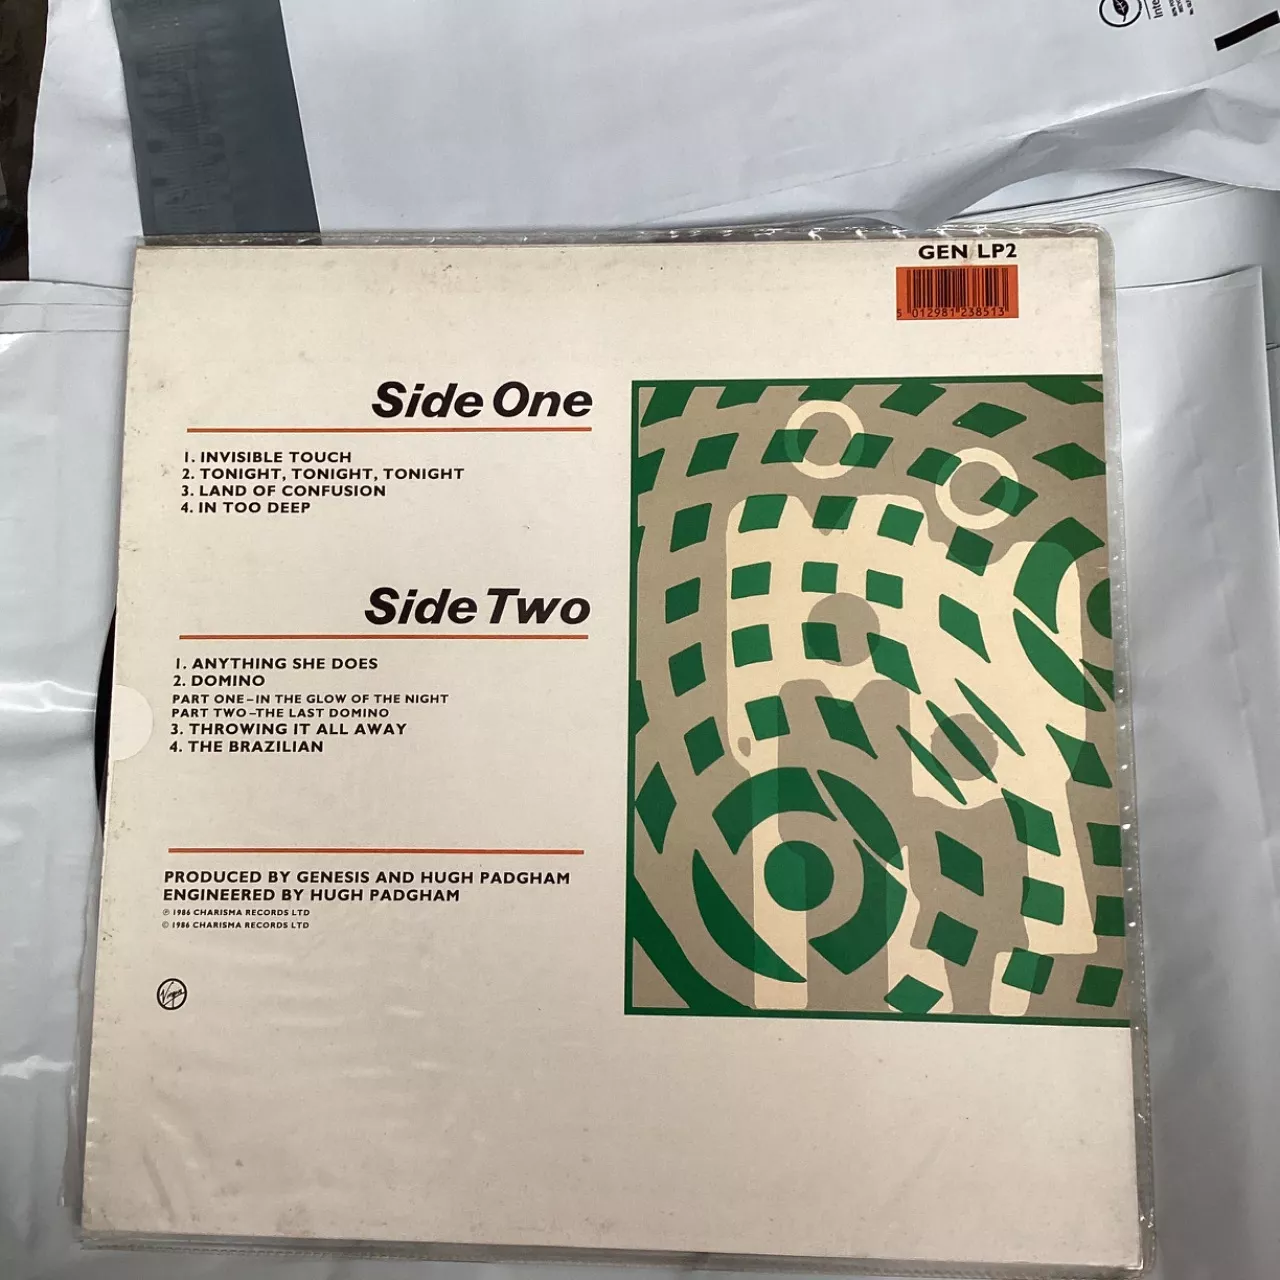 GEN LP2
5 012981 238513
Side One
1. INVISIBLE TOUCH
2. TONIGHT, TONIGHT, TONIGHT
3. LAND OF CONFUSION
4. IN TOO DEEP
Side Two
1. ANYTHING SHE DOES
2. DOMINO
PART ONE–IN THE GLOW OF THE NIGHT
PART TWO–THE LAST DOMINO
3. THROWING IT ALL AWAY
4. THE BRAZILIAN
PRODUCED BY GENESIS AND HUGH PADGHAM
ENGINEERED BY HUGH PADGHAM
℗ 1986 CHARISMA RECORDS LTD
© 1986 CHARISMA RECORDS LTD
Virgin